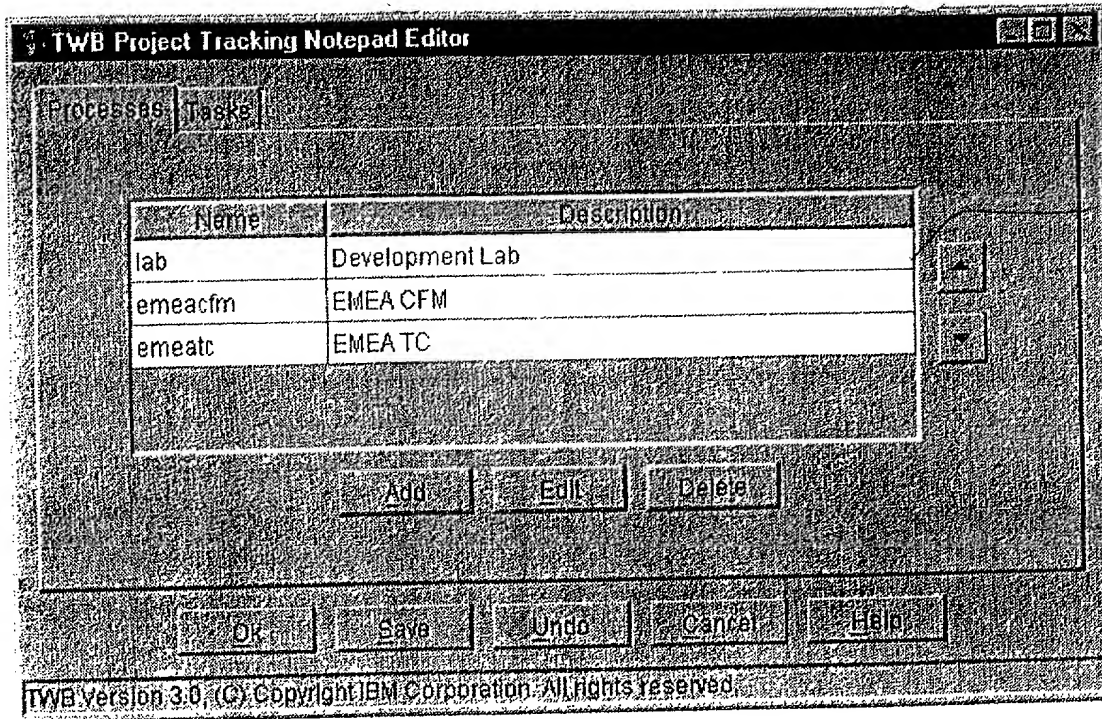 TWB Project Tracking Notepad Editor
Processes Tasks
Name Description
lab Development Lab
emeacfm EMEA CFM
emeatc EMEA TC
Add Edit Delete
Ok Save Undo Cancel Help
TWB Version 3.0, (C) Copyright IBM Corporation. All rights reserved.